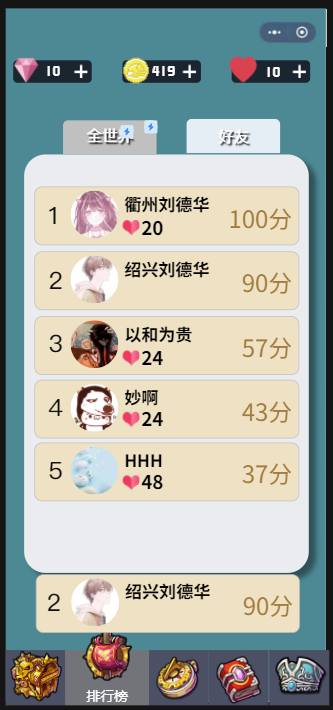 10 + 419 + 10 +
全世界 好友
1 衢州刘德华 20 100分
2 绍兴刘德华 90分
3 以和为贵 24 57分
4 妙啊 24 43分
5 HHH 48 37分
2 绍兴刘德华 90分
排行榜